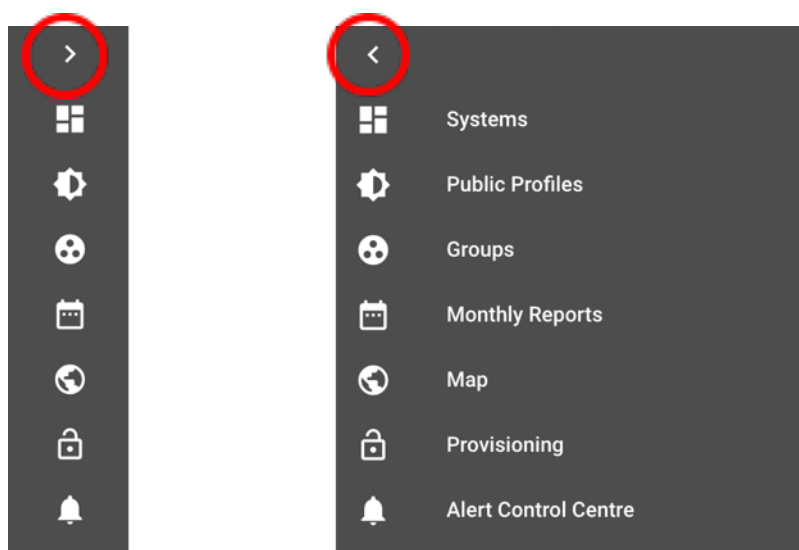 Systems
Public Profiles
Groups
Monthly Reports
Map
Provisioning
Alert Control Centre